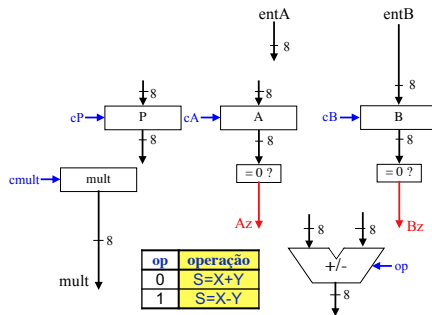 entA entB
8 8
8 8
cP P cA A cB B
8 8 8
= 0 ? = 0 ?
cmult mult
Az Bz
8 8
8
op operação
0 S=X+Y
1 S=X-Y
+/- op
mult
8